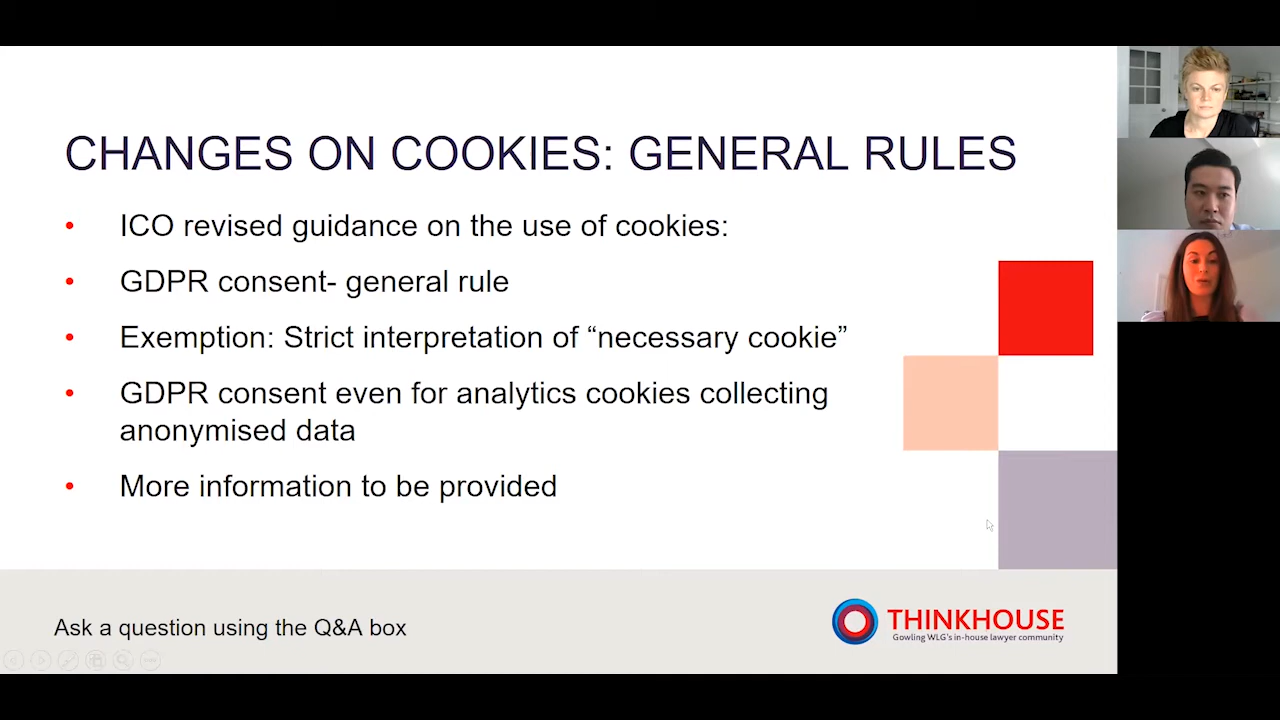 CHANGES ON COOKIES: GENERAL RULES
• ICO revised guidance on the use of cookies:
• GDPR consent- general rule
• Exemption: Strict interpretation of “necessary cookie”
• GDPR consent even for analytics cookies collecting
anonymised data
• More information to be provided
Ask a question using the Q&A box
THINKHOUSE
Gowling WLG's in-house lawyer community